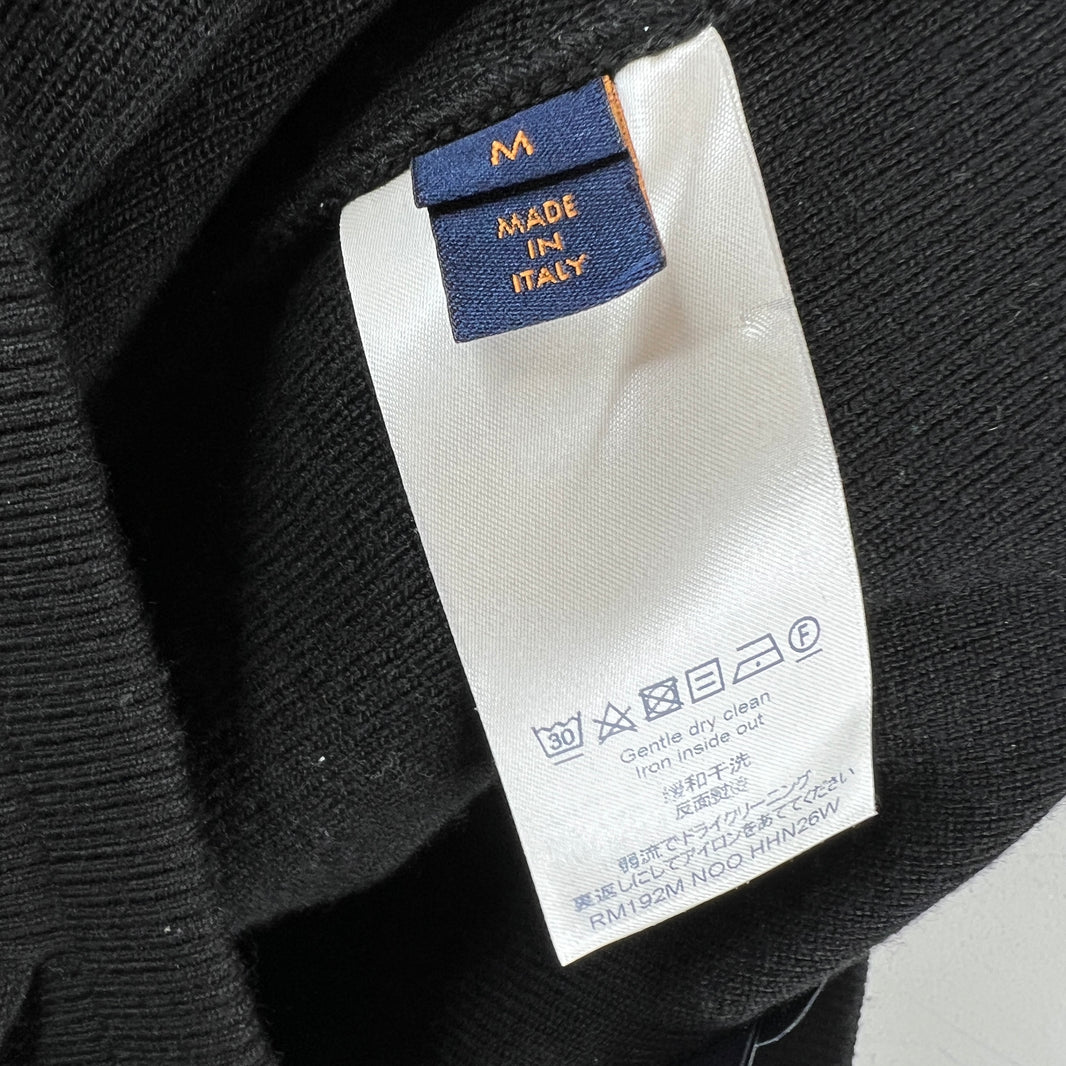 M
MADE
IN
ITALY
30
F
Gentle dry clean
Iron inside out
缓和干洗
反面熨烫
弱流でドライクリーニング
裏返しにしてアイロンをあててください
RM192M NOO HHN26W